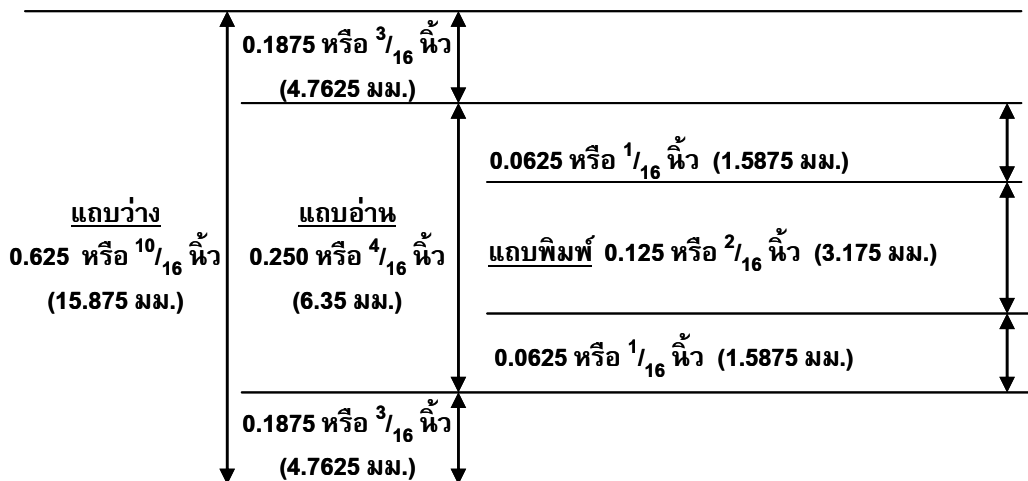 0.1875 หรือ 3/16 นิ้ว
(4.7625 มม.)
0.0625 หรือ 1/16 นิ้ว (1.5875 มม.)
แถบว่าง
0.625 หรือ 10/16 นิ้ว
(15.875 มม.)
แถบอ่าน
0.250 หรือ 4/16 นิ้ว
(6.35 มม.)
แถบพิมพ์ 0.125 หรือ 2/16 นิ้ว (3.175 มม.)
0.0625 หรือ 1/16 นิ้ว (1.5875 มม.)
0.1875 หรือ 3/16 นิ้ว
(4.7625 มม.)